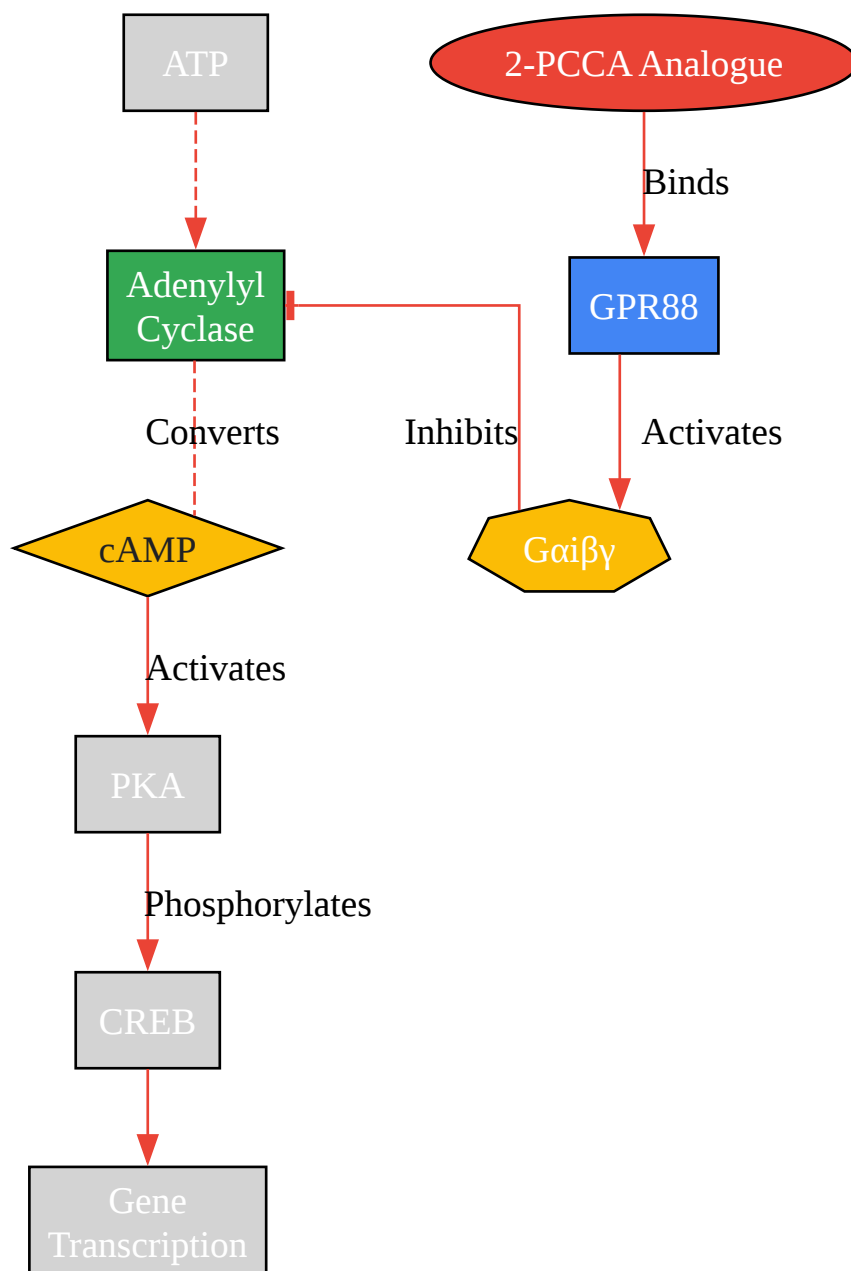 ATP
2-PCCA Analogue
Binds
Adenylyl
Cyclase
GPR88
Converts
Inhibits
Activates
cAMP
Gαiβγ
Activates
PKA
Phosphorylates
CREB
Gene
Transcription